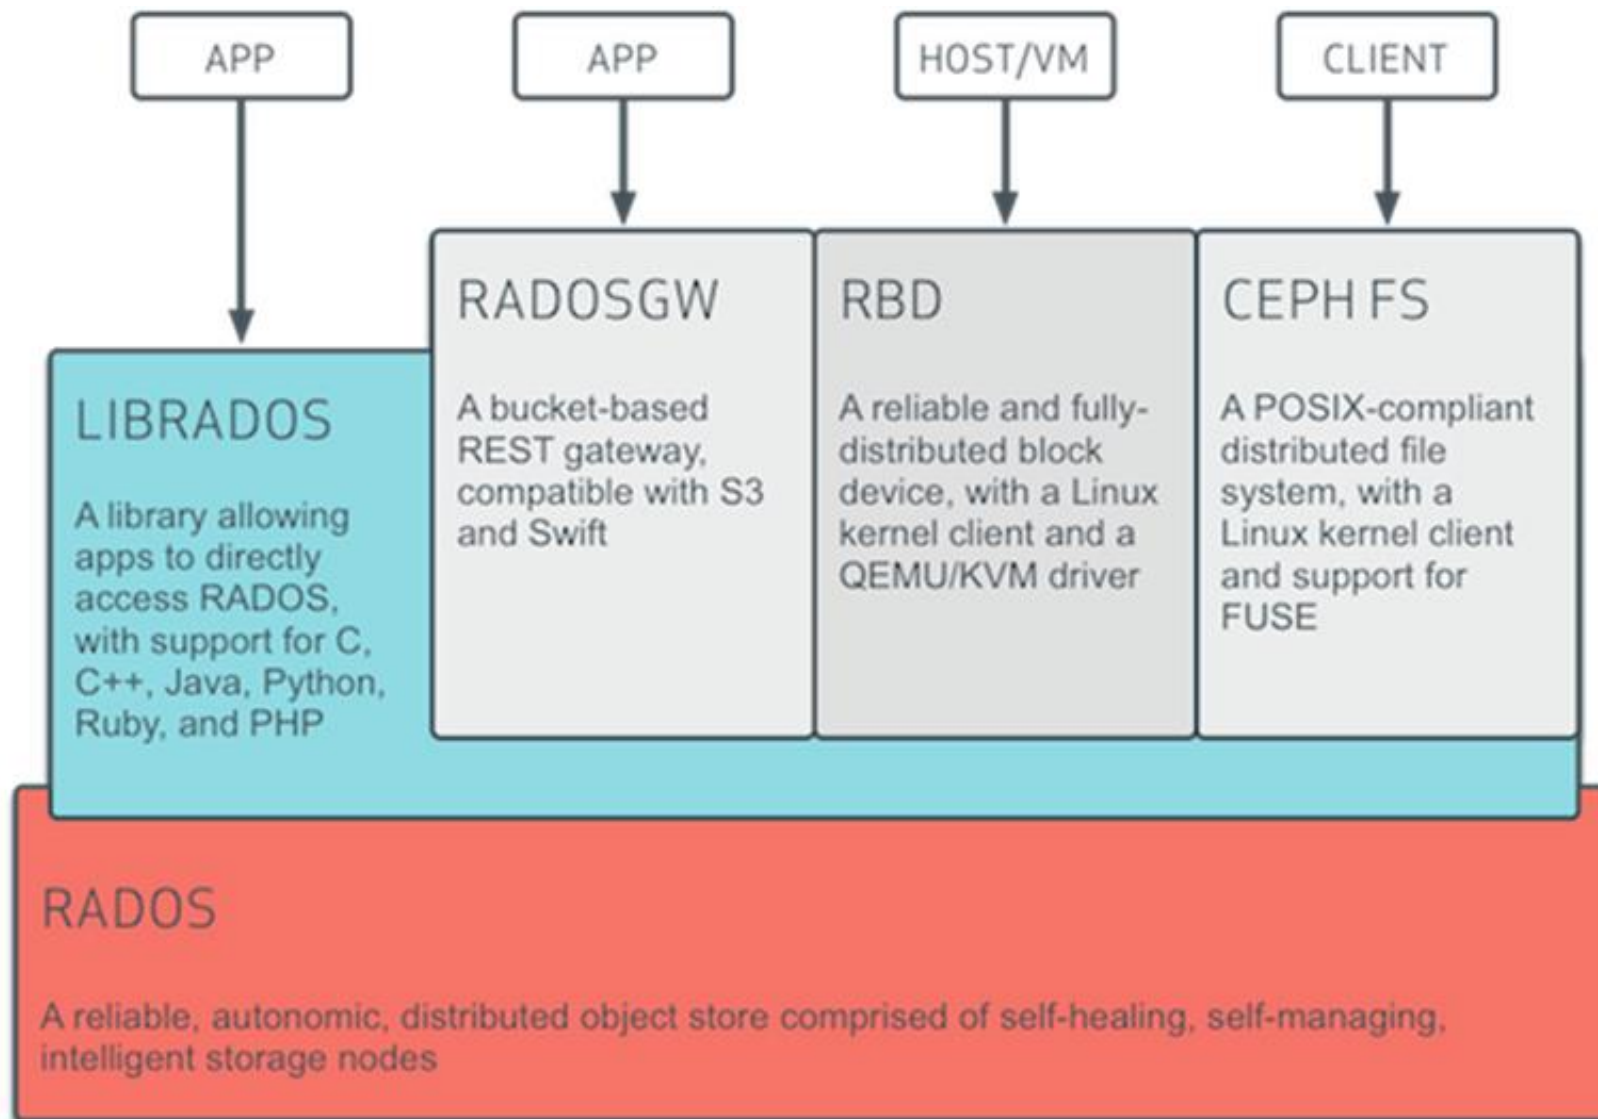 APP
APP
HOST/VM
CLIENT
LIBRADOS
A library allowing
apps to directly
access RADOS,
with support for C,
C++, Java, Python,
Ruby, and PHP
RADOSGW
A bucket-based
REST gateway,
compatible with S3
and Swift
RBD
A reliable and fully-
distributed block
device, with a Linux
kernel client and a
QEMU/KVM driver
CEPH FS
A POSIX-compliant
distributed file
system, with a
Linux kernel client
and support for
FUSE
RADOS
A reliable, autonomic, distributed object store comprised of self-healing, self-managing,
intelligent storage nodes